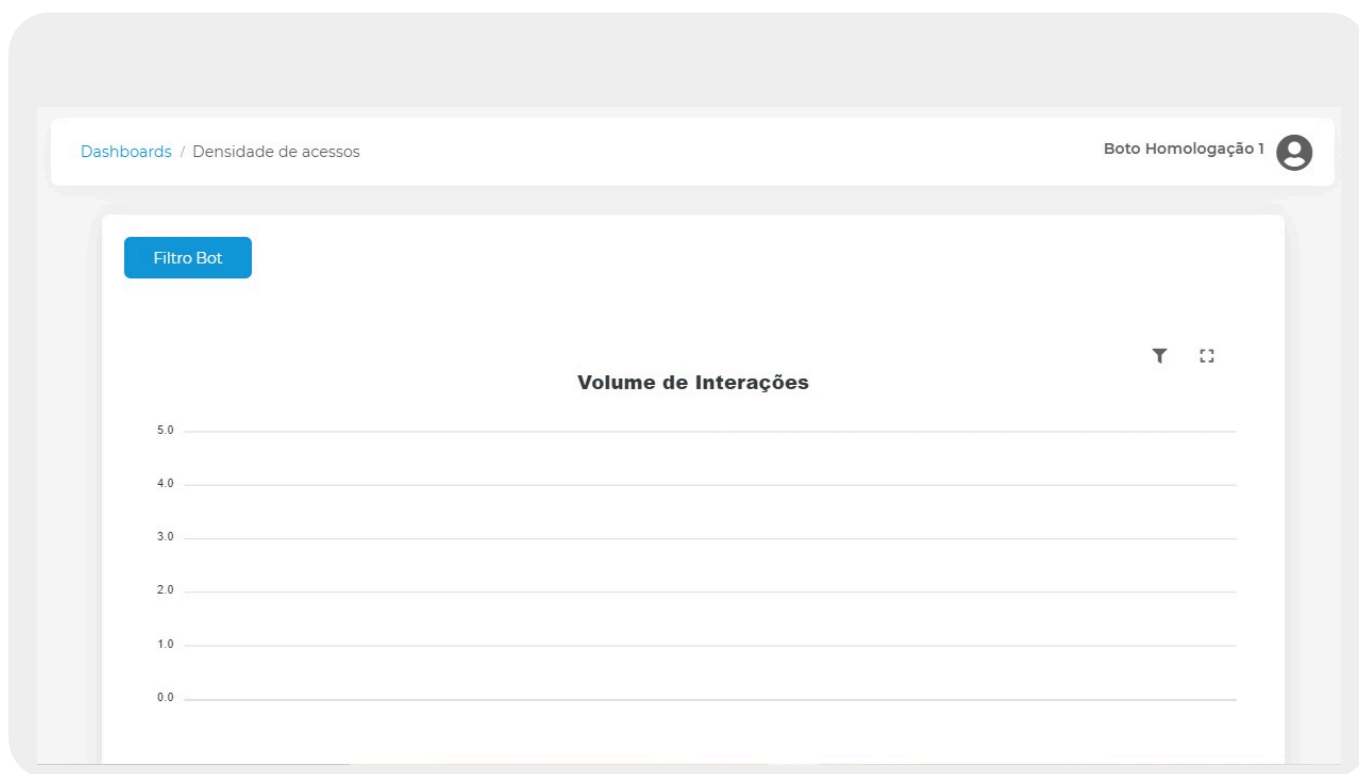 Dashboards / Densidade de acessos
Boto Homologação 1
Filtro Bot
Volume de Interações
5.0
4.0
3.0
2.0
1.0
0.0